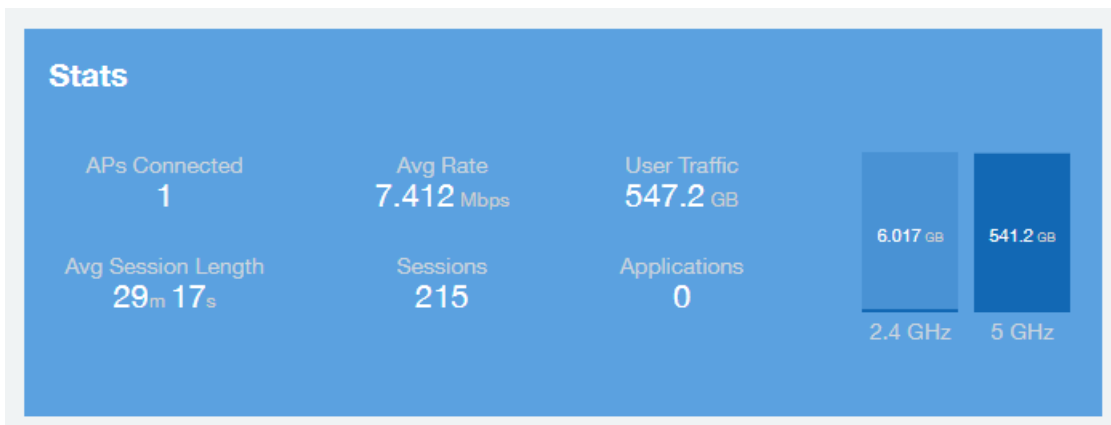 Stats
APs Connected
1
Avg Rate
7.412 Mbps
User Traffic
547.2 GB
Avg Session Length
29m 17s
Sessions
215
Applications
0
6.017 GB
2.4 GHz
541.2 GB
5 GHz